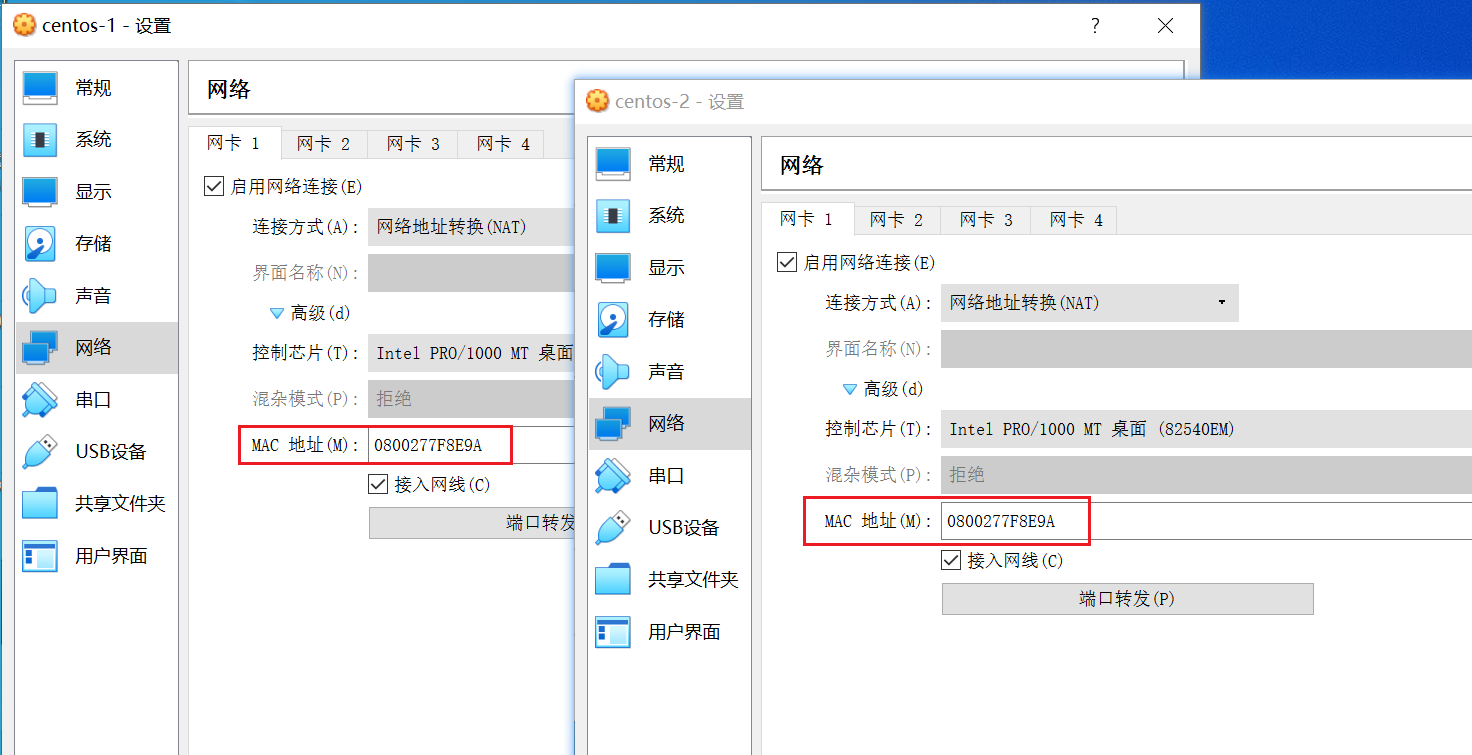 centos-1 - 设置
?
常规
系统
显示
存储
声音
网络
串口
USB设备
共享文件夹
用户界面
网络
网卡 1
网卡 2
网卡 3
网卡 4
启用网络连接(E)
连接方式(A):
网络地址转换(NAT)
界面名称(N):
高级(d)
控制芯片(T):
Intel PRO/1000 MT 桌面
混杂模式(P):
拒绝
MAC 地址(M):
0800277F8E9A
接入网线(C)
端口转发
centos-2 - 设置
常规
系统
显示
存储
声音
网络
串口
USB设备
共享文件夹
用户界面
网络
网卡 1
网卡 2
网卡 3
网卡 4
启用网络连接(E)
连接方式(A):
网络地址转换(NAT)
界面名称(N):
高级(d)
控制芯片(T):
Intel PRO/1000 MT 桌面 (82540EM)
混杂模式(P):
拒绝
MAC 地址(M):
0800277F8E9A
接入网线(C)
端口转发(P)